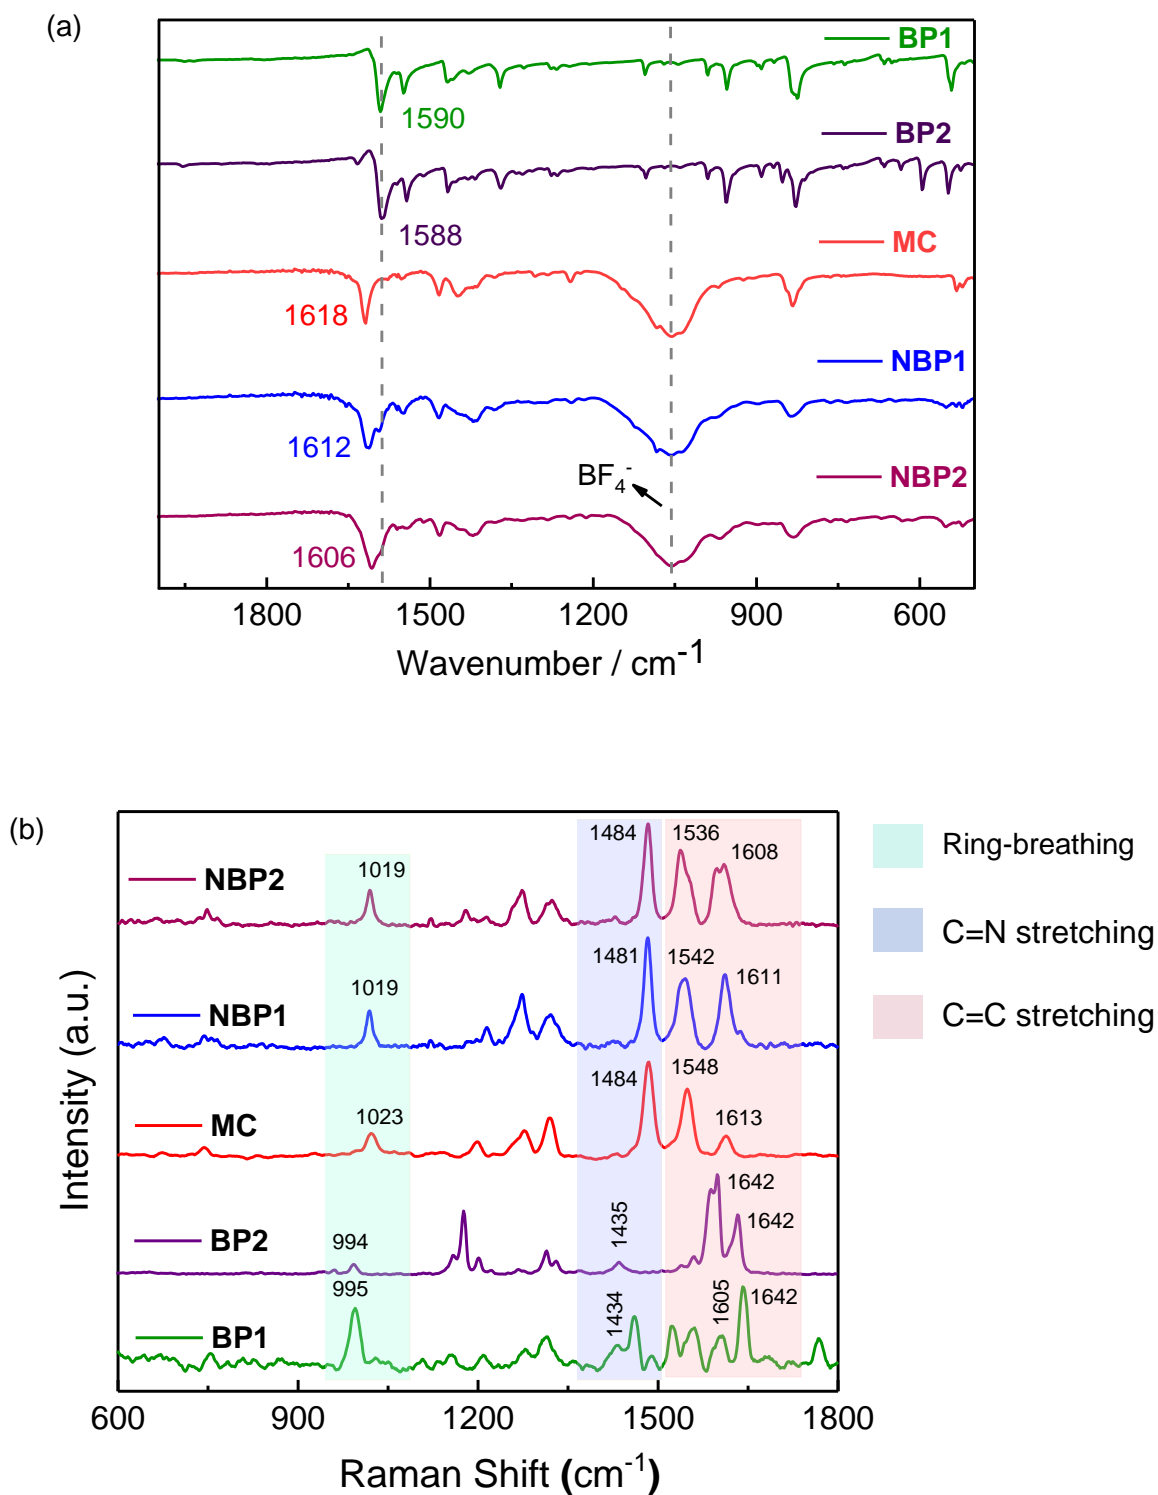 (a)
BP1
1590
BP2
1588
MC
1618
NBP1
1612
BF4-
NBP2
1606
1800 1500 1200 900 600
Wavenumber / cm-1
(b)
1484 1536 1608
Ring-breathing
1019
NBP2
C=N stretching
1481 1542 1611
1019
NBP1
C=C stretching
1484 1548 1613
1023
MC
1642
1435 1642
994
BP2
995 1434 1605 1642
BP1
600 900 1200 1500 1800
Intensity (a.u.)
Raman Shift (cm-1)